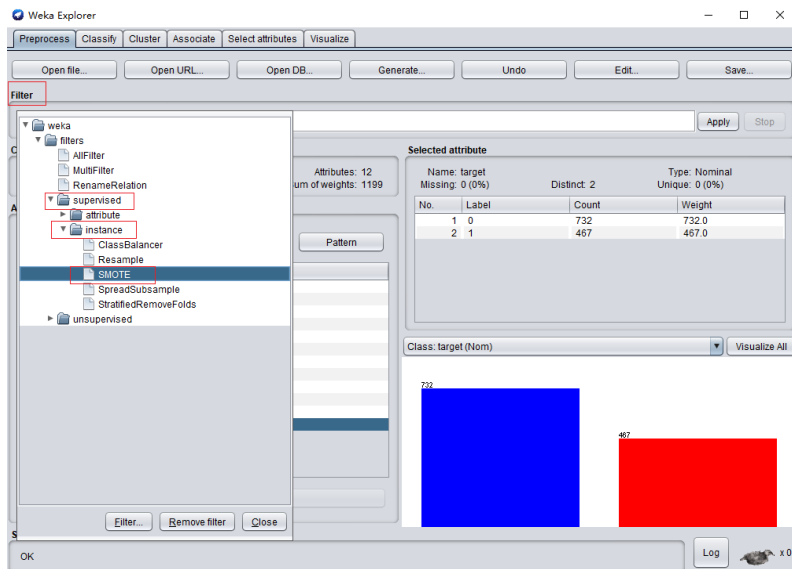 Weka Explorer
Preprocess Classify Cluster Associate Select attributes Visualize
Open file... Open URL... Open DB... Generate... Undo Edit... Save...
Filter
Apply Stop
weka
filters
AllFilter
MultiFilter
RenameRelation
supervised
attribute
instance
ClassBalancer
Resample
SMOTE
SpreadSubsample
StratifiedRemoveFolds
unsupervised
Filter... Remove filter Close
Attributes: 12
um of weights: 1199
Pattern
Selected attribute
Name: target Type: Nominal
Missing: 0 (0%) Distinct: 2 Unique: 0 (0%)
No. Label Count Weight
1 0 732 732.0
2 1 467 467.0
Class: target (Nom) Visualize All
732
467
OK
Log x 0